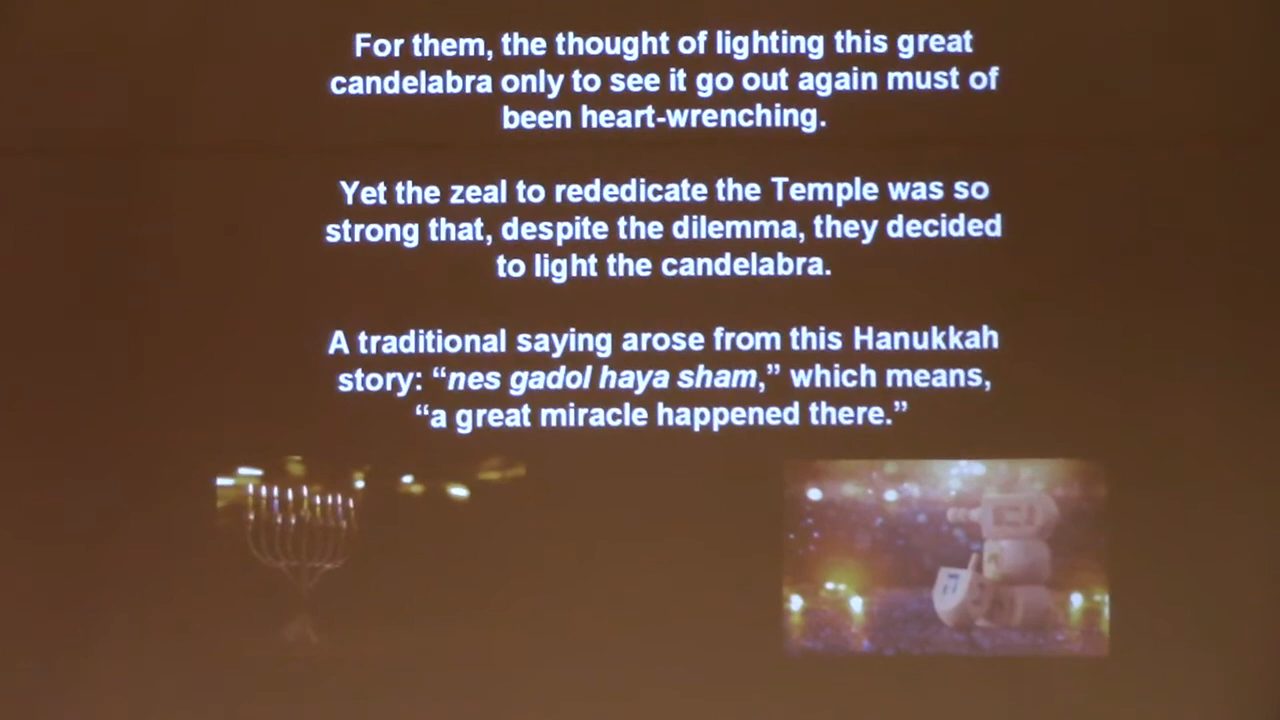 For them, the thought of lighting this great
candelabra only to see it go out again must of
been heart-wrenching.
Yet the zeal to rededicate the Temple was so
strong that, despite the dilemma, they decided
to light the candelabra.
A traditional saying arose from this Hanukkah
story: “nes gadol haya sham,” which means,
“a great miracle happened there.”